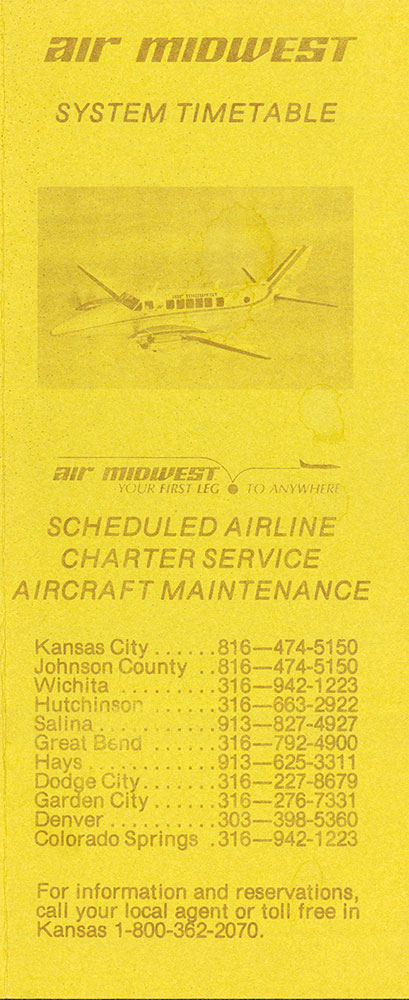 air MIDWEST
SYSTEM TIMETABLE
AIR MIDWEST
air MIDWEST
YOUR FIRST LEG TO ANYWHERE
SCHEDULED AIRLINE
CHARTER SERVICE
AIRCRAFT MAINTENANCE
Kansas City ......816—474-5150
Johnson County ..816—474-5150
Wichita .........316—942-1223
Hutchinson ......316—663-2922
Salina ..........913—827-4927
Great Bend ......316—792-4900
Hays............913—625-3311
Dodge City.......316—227-8679
Garden City ......316—276-7331
Denver ..........303—398-5360
Colorado Springs .316—942-1223
For information and reservations,
call your local agent or toll free in
Kansas 1-800-362-2070.